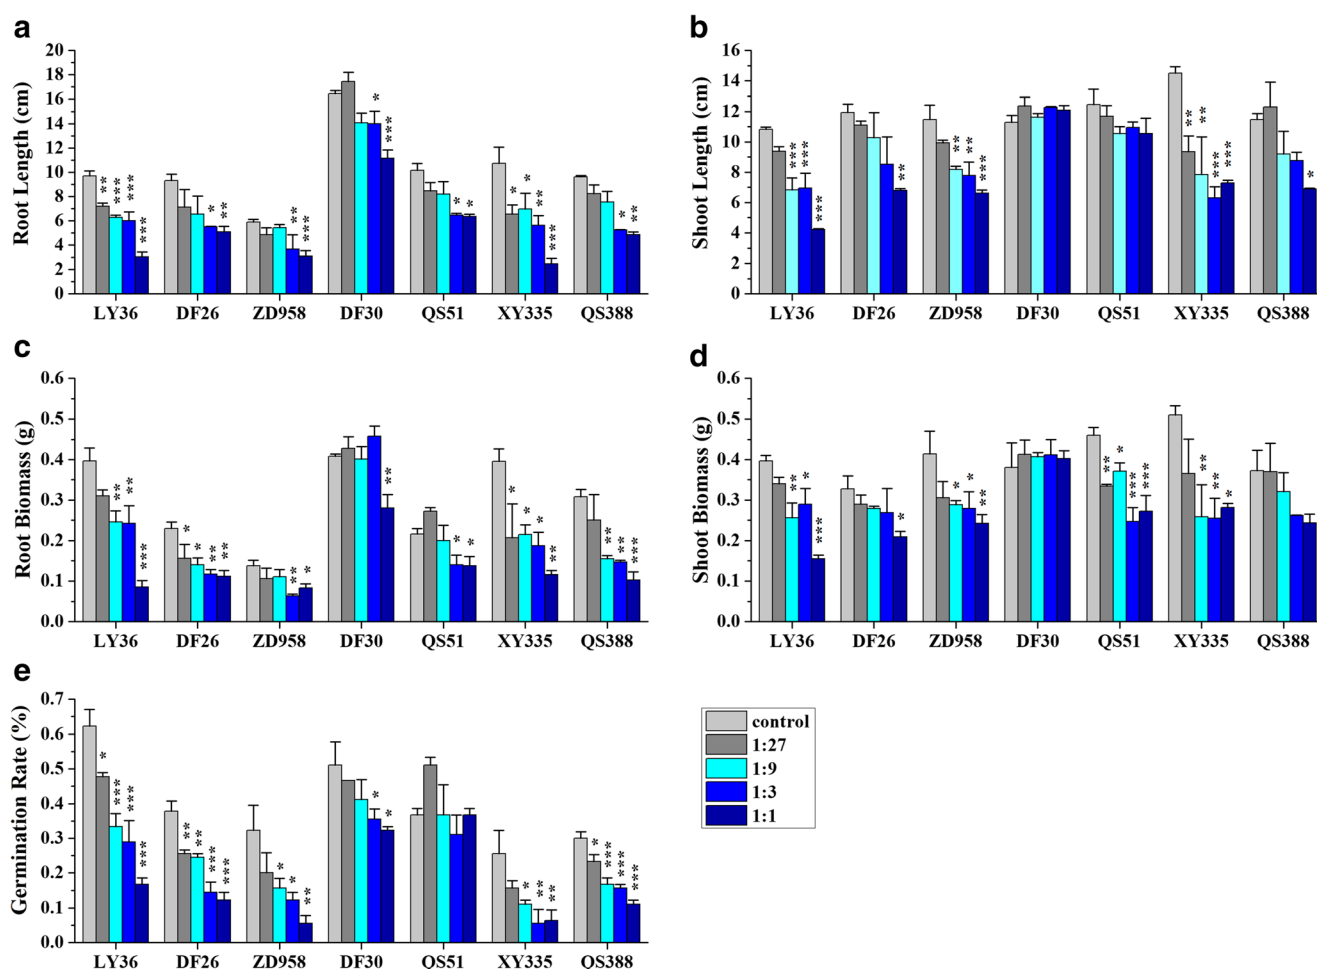 a
Root Length (cm)
20
18
16
14
12
10
8
6
4
2
0
** *** *** ***
* **
** ***
* ***
* *
* * ** ***
* **
LY36 DF26 ZD958 DF30 QS51 XY335 QS388
b
Shoot Length (cm)
16
14
12
10
8
6
4
2
0
*** *** ***
**
** ** ***
** ** *** ***
*
LY36 DF26 ZD958 DF30 QS51 XY335 QS388
c
Root Biomass (g)
0.6
0.5
0.4
0.3
0.2
0.1
0.0
** ** ***
* * ** **
** *
**
* *
* * * **
** ** ***
LY36 DF26 ZD958 DF30 QS51 XY335 QS388
d
Shoot Biomass (g)
0.6
0.5
0.4
0.3
0.2
0.1
0.0
** * ***
*
* * **
** * *** ***
** ** *
LY36 DF26 ZD958 DF30 QS51 XY335 QS388
e
Germination Rate (%)
0.7
0.6
0.5
0.4
0.3
0.2
0.1
0.0
* *** *** ***
** ** *** ***
* * **
* *
* ** **
* *** *** ***
LY36 DF26 ZD958 DF30 QS51 XY335 QS388
control
1:27
1:9
1:3
1:1